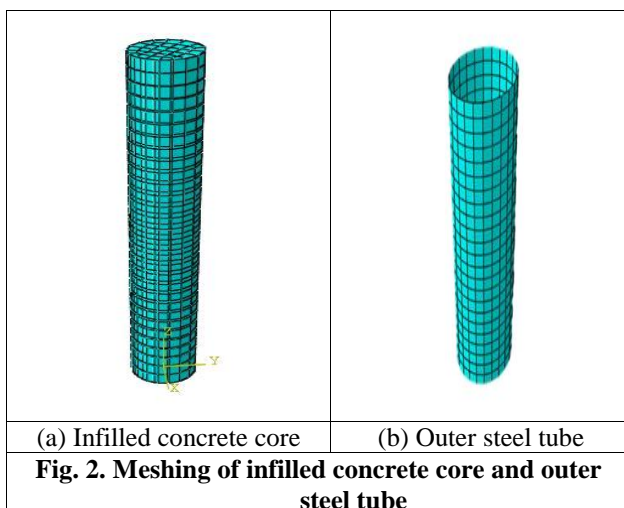 Z
Y
X
(a) Infilled concrete core
(b) Outer steel tube
Fig. 2. Meshing of infilled concrete core and outer
steel tube